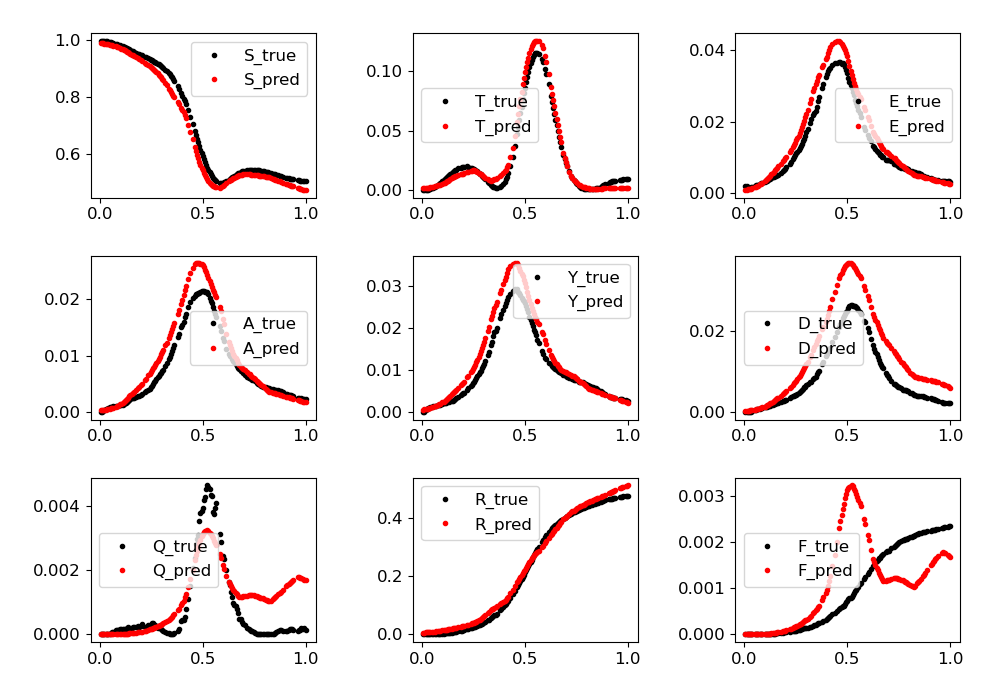 1.0
0.8
0.6
0.0 0.5 1.0
S_true
S_pred
0.10
0.05
0.00
0.0 0.5 1.0
T_true
T_pred
0.04
0.02
0.00
0.0 0.5 1.0
E_true
E_pred
0.02
0.01
0.00
0.0 0.5 1.0
A_true
A_pred
0.03
0.02
0.01
0.00
0.0 0.5 1.0
Y_true
Y_pred
0.02
0.00
0.0 0.5 1.0
D_true
D_pred
0.004
0.002
0.000
0.0 0.5 1.0
Q_true
Q_pred
0.4
0.2
0.0
0.0 0.5 1.0
R_true
R_pred
0.003
0.002
0.001
0.000
0.0 0.5 1.0
F_true
F_pred